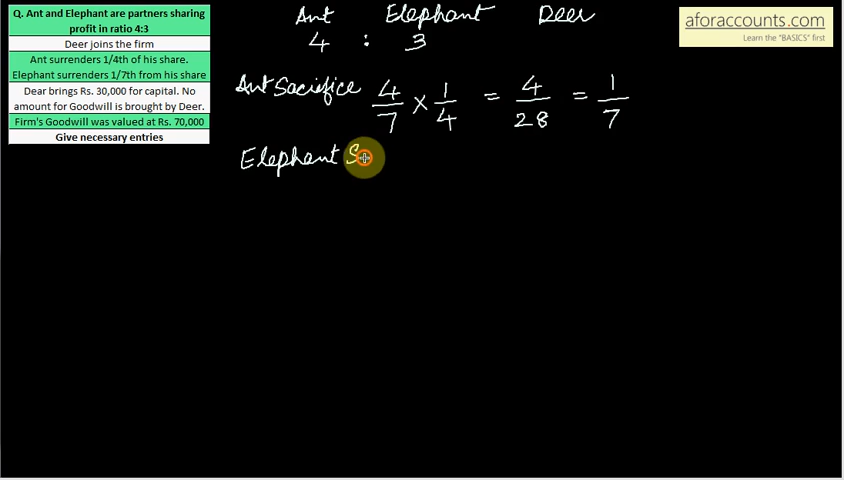 Q. Ant and Elephant are partners sharing
profit in ratio 4:3
Deer joins the firm
Ant surrenders 1/4th of his share.
Elephant surrenders 1/7th from his share
Dear brings Rs. 30,000 for capital. No
amount for Goodwill is brought by Deer.
Firm's Goodwill was valued at Rs. 70,000
Give necessary entries
Ant Elephant Deer
4 : 3
Ant Sacrifice 4/7 × 1/4 = 4/28 = 1/7
Elephant S
aforaccounts.com
Learn the "BASICS" first